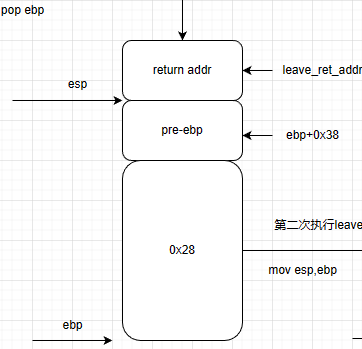 pop ebp
return addr
leave_ret_addr
esp
pre-ebp
ebp+0x38
第二次执行leave
0x28
mov esp,ebp
ebp